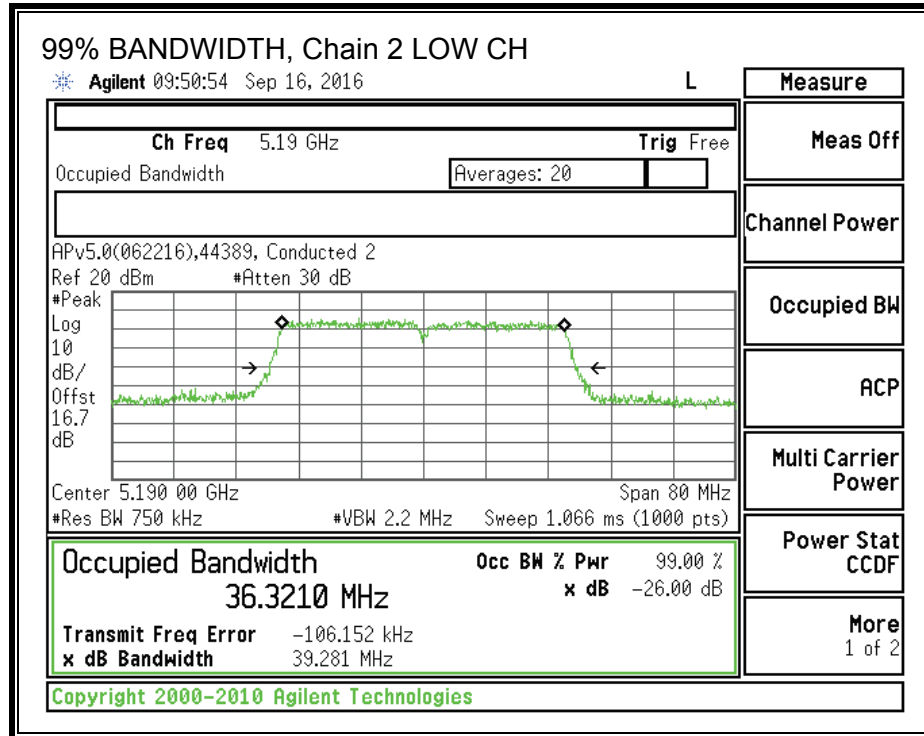 99% BANDWIDTH, Chain 2 LOW CH
Agilent 09:50:54 Sep 16, 2016 L
Measure
Ch Freq 5.19 GHz Trig Free
Occupied Bandwidth Averages: 20
APv5.0(062216),44389, Conducted 2
Ref 20 dBm #Atten 30 dB
#Peak
Log
10
dB/
Offst
16.7
dB
Center 5.190 00 GHz Span 80 MHz
#Res BW 750 kHz #VBW 2.2 MHz Sweep 1.066 ms (1000 pts)
Occupied Bandwidth Occ BW % Pwr 99.00 %
36.3210 MHz x dB -26.00 dB
Transmit Freq Error -106.152 kHz
x dB Bandwidth 39.281 MHz
Copyright 2000-2010 Agilent Technologies
Meas Off
Channel Power
Occupied BW
ACP
Multi Carrier
Power
Power Stat
CCDF
More
1 of 2